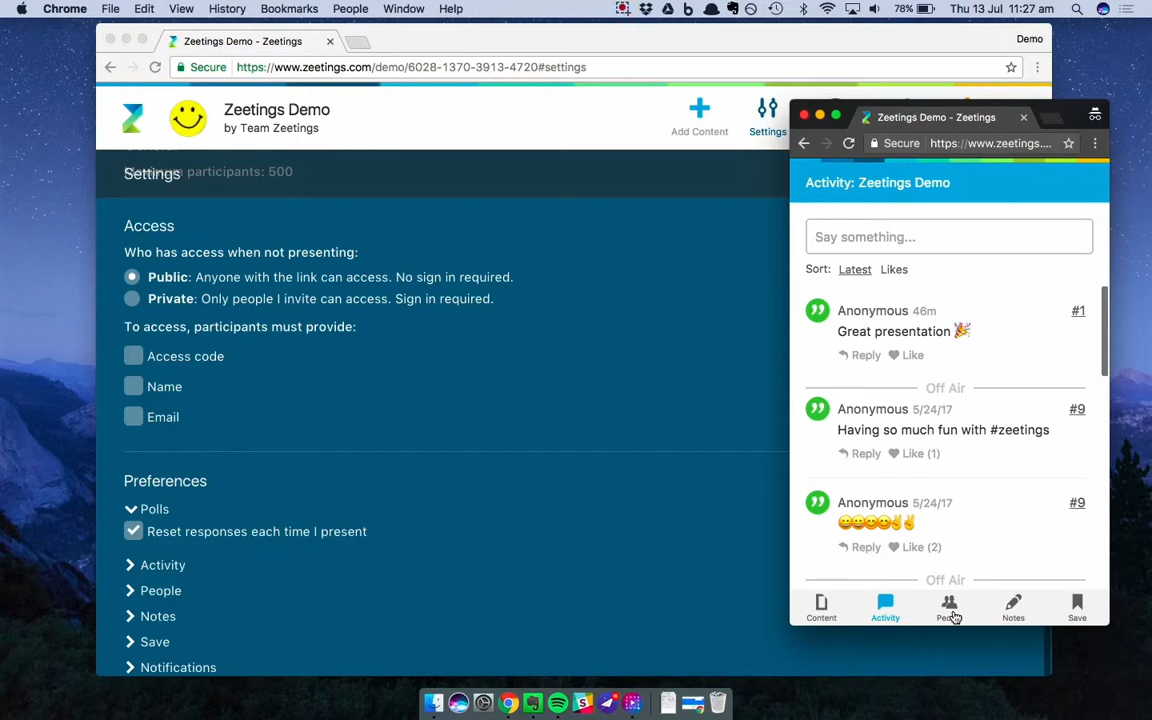 Chrome File Edit View History Bookmarks People Window Help 78% Thu 13 Jul 11:27 am
Zeetings Demo - Zeetings Demo
Secure https://www.zeetings.com/demo/6028-1370-3913-4720#settings
Zeetings Demo
by Team Zeetings
Add Content Settings
Maximum participants: 500
Settings
Access
Who has access when not presenting:
Public: Anyone with the link can access. No sign in required.
Private: Only people I invite can access. Sign in required.
To access, participants must provide:
Access code
Name
Email
Preferences
Polls
Reset responses each time I present
Activity
People
Notes
Save
Notifications
Zeetings Demo - Zeetings
Secure https://www.zeetings....
Activity: Zeetings Demo
Say something...
Sort: Latest Likes
Anonymous 46m #1
Great presentation 🎉
Reply Like
Off Air
Anonymous 5/24/17 #9
Having so much fun with #zeetings
Reply Like (1)
Anonymous 5/24/17 #9
😄😄😊😊✌️✌️
Reply Like (2)
Off Air
Content Activity People Notes Save